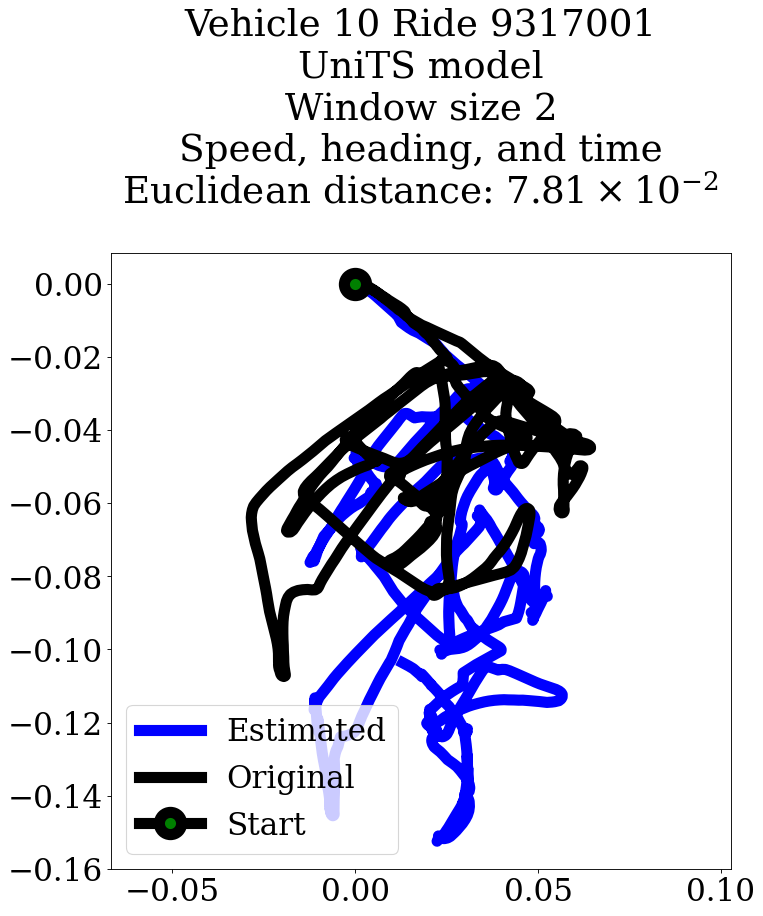 Vehicle 10 Ride 9317001
UniTS model
Window size 2
Speed, heading, and time
Euclidean distance: 7.81 × 10⁻²
0.00
−0.02
−0.04
−0.06
−0.08
−0.10
−0.12
−0.14
−0.16
Estimated
Original
Start
−0.05
0.00
0.05
0.10